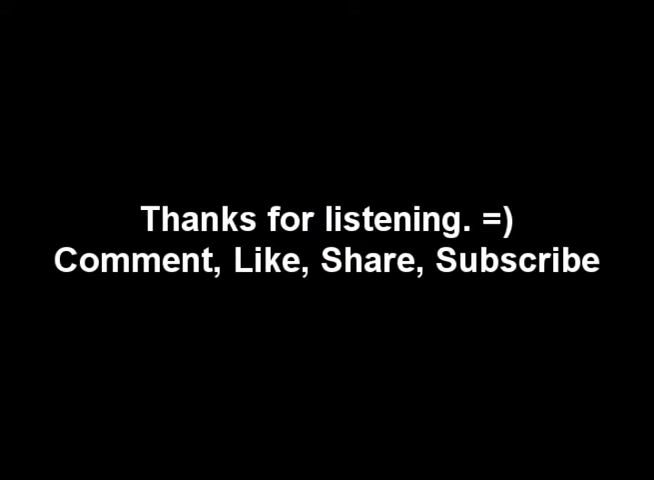 Thanks for listening. =)
Comment, Like, Share, Subscribe